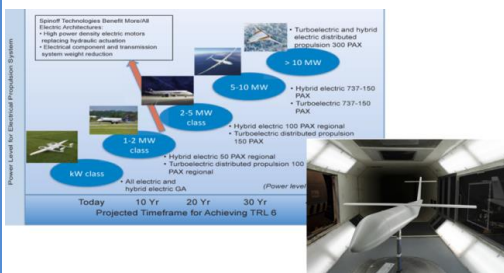 Spinoff Technologies Benefit More/All
Electric Architectures:
• High power density electric motors
replacing hydraulic actuation
• Electrical component and transmission
system weight reduction
• Turboelectric and hybrid
electric distributed
propulsion 300 PAX
> 10 MW
5-10 MW
• Hybrid electric 737-150
PAX
• Turboelectric 737-150
PAX
2-5 MW
class
• Hybrid electric 100 PAX regional
• Turboelectric distributed propulsion
150 PAX
1-2 MW
class
• Hybrid electric 50 PAX regional
• Turboelectric distributed propulsion 100
PAX regional
kW class
• All electric and
hybrid electric GA
(Power level
Power Level for Electrical Propulsion System
Today 10 Yr 20 Yr 30 Yr
Projected Timeframe for Achieving TRL 6